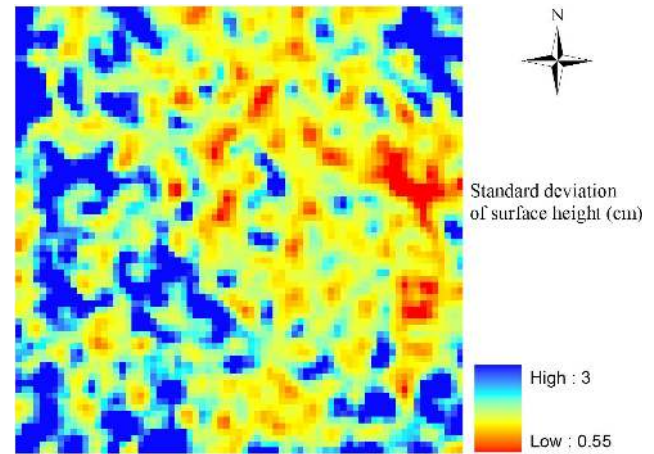 N
Standard deviation
of surface height (cm)
High : 3
Low : 0.55